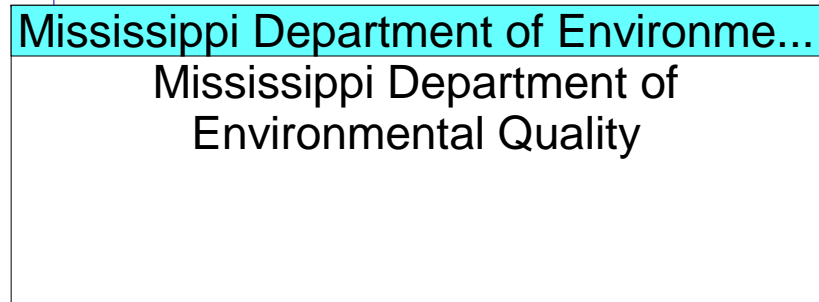 Mississippi Department of Environme...
Mississippi Department of
Environmental Quality